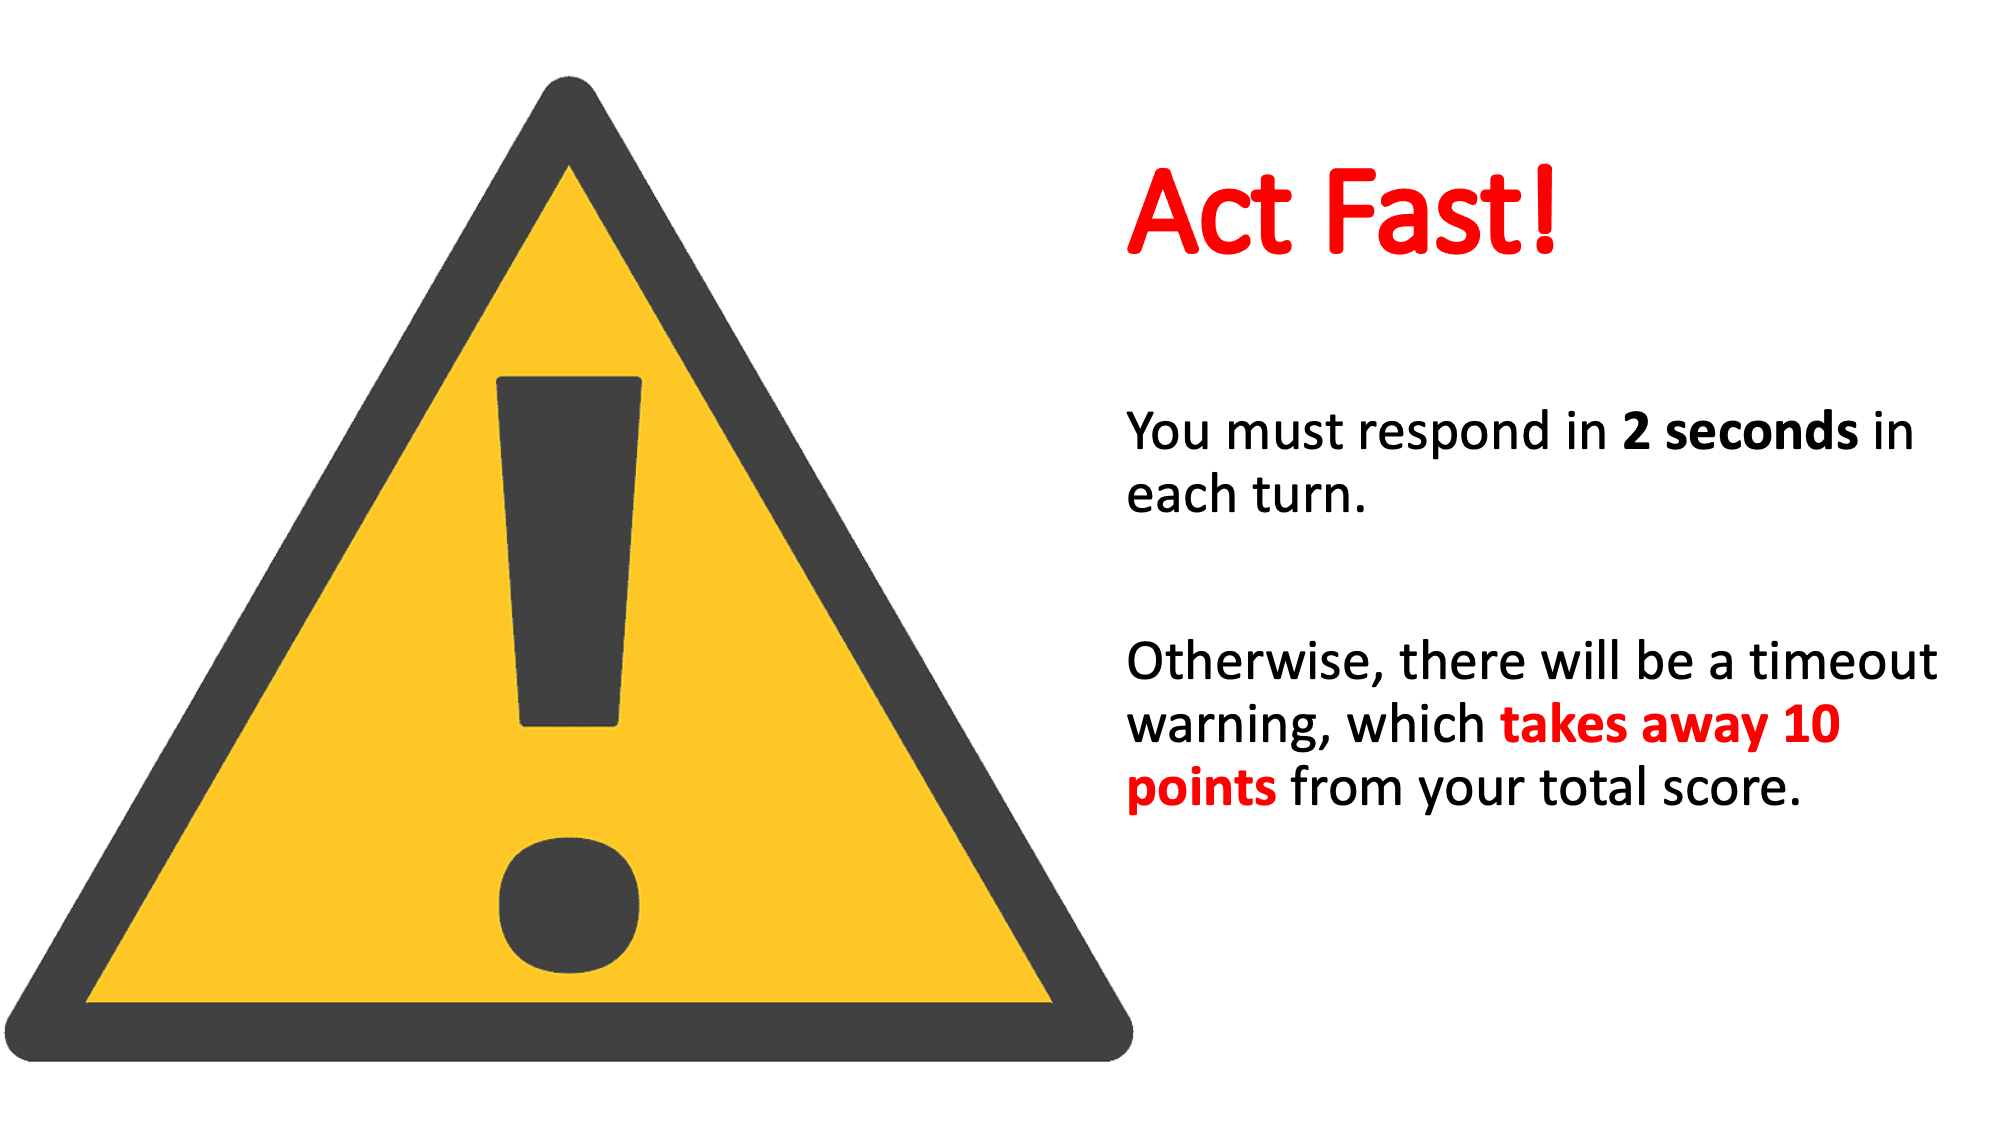 Act Fast!
You must respond in 2 seconds in
each turn.
Otherwise, there will be a timeout
warning, which takes away 10
points from your total score.